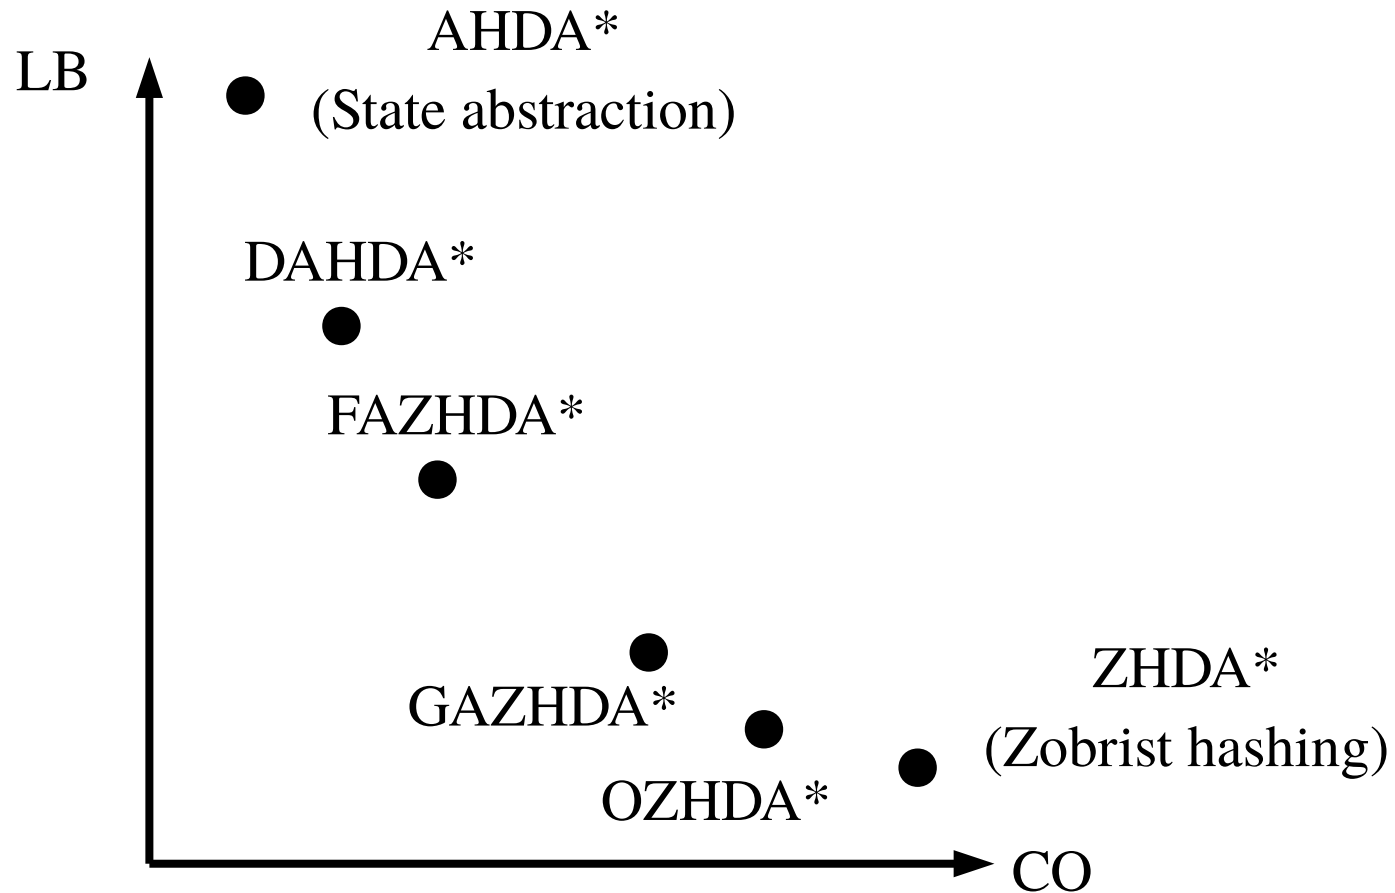 AHDA*
LB
(State abstraction)
DAHDA*
FAZHDA*
ZHDA*
GAZHDA*
(Zobrist hashing)
OZHDA*
CO